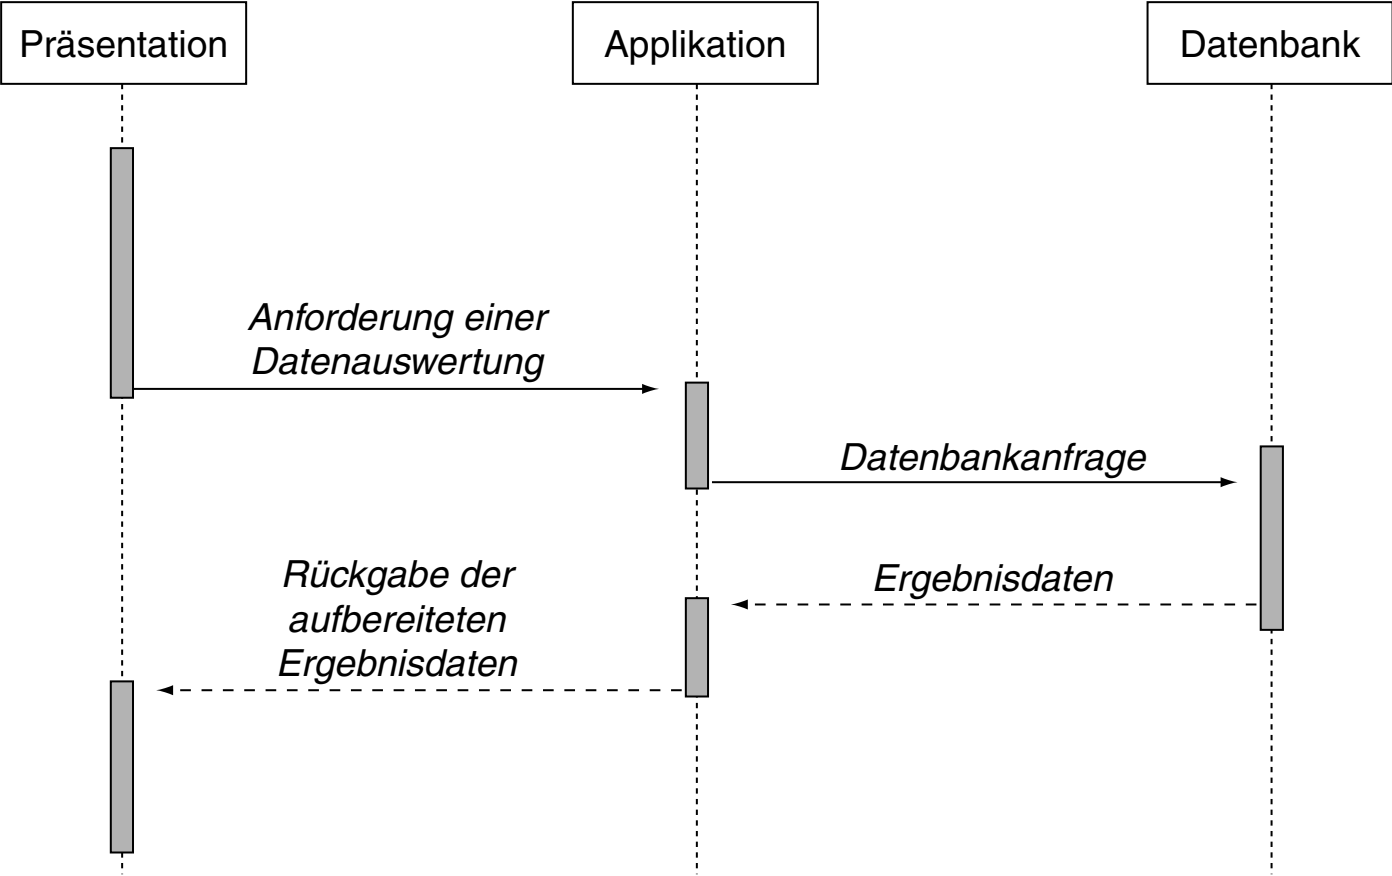 Präsentation
Applikation
Datenbank
Anforderung einer
Datenauswertung
Datenbankanfrage
Ergebnisdaten
Rückgabe der
aufbereiteten
Ergebnisdaten